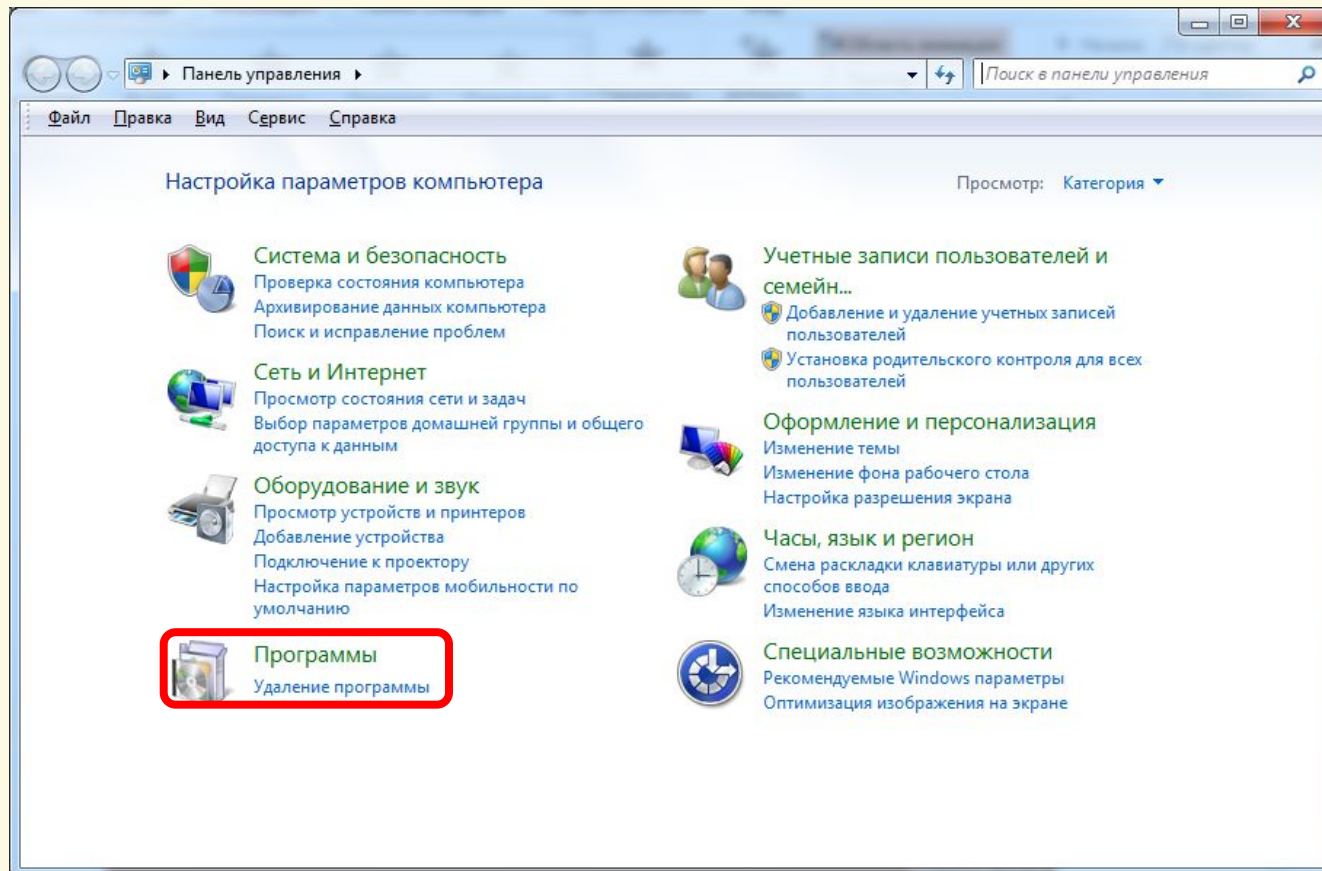 Панель управления
Поиск в панели управления
Файл Правка Вид Сервис Справка
Настройка параметров компьютера
Просмотр: Категория
Система и безопасность
Проверка состояния компьютера
Архивирование данных компьютера
Поиск и исправление проблем
Сеть и Интернет
Просмотр состояния сети и задач
Выбор параметров домашней группы и общего
доступа к данным
Оборудование и звук
Просмотр устройств и принтеров
Добавление устройства
Подключение к проектору
Настройка параметров мобильности по
умолчанию
Программы
Удаление программы
Учетные записи пользователей и
семейн...
Добавление и удаление учетных записей
пользователей
Установка родительского контроля для всех
пользователей
Оформление и персонализация
Изменение темы
Изменение фона рабочего стола
Настройка разрешения экрана
Часы, язык и регион
Смена раскладки клавиатуры или других
способов ввода
Изменение языка интерфейса
Специальные возможности
Рекомендуемые Windows параметры
Оптимизация изображения на экране